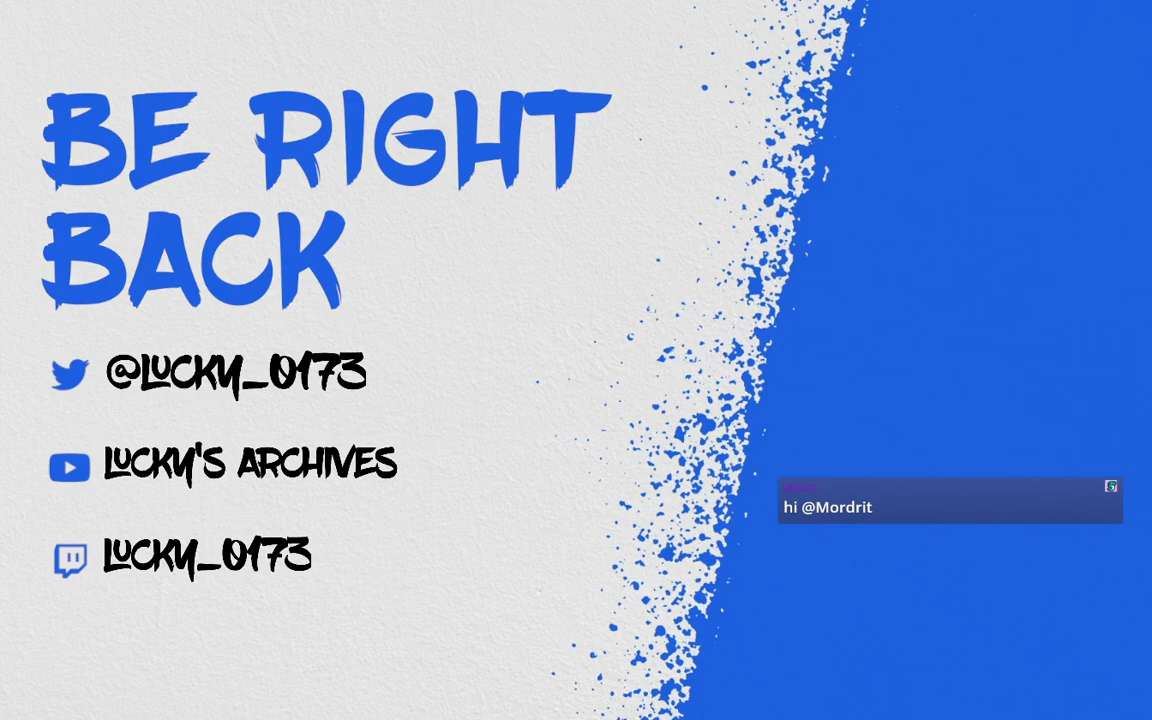 BE RIGHT
BACK
@LUCKY_0173
LUCKY'S ARCHIVES
LUCKY_0173
hi @Mordrit